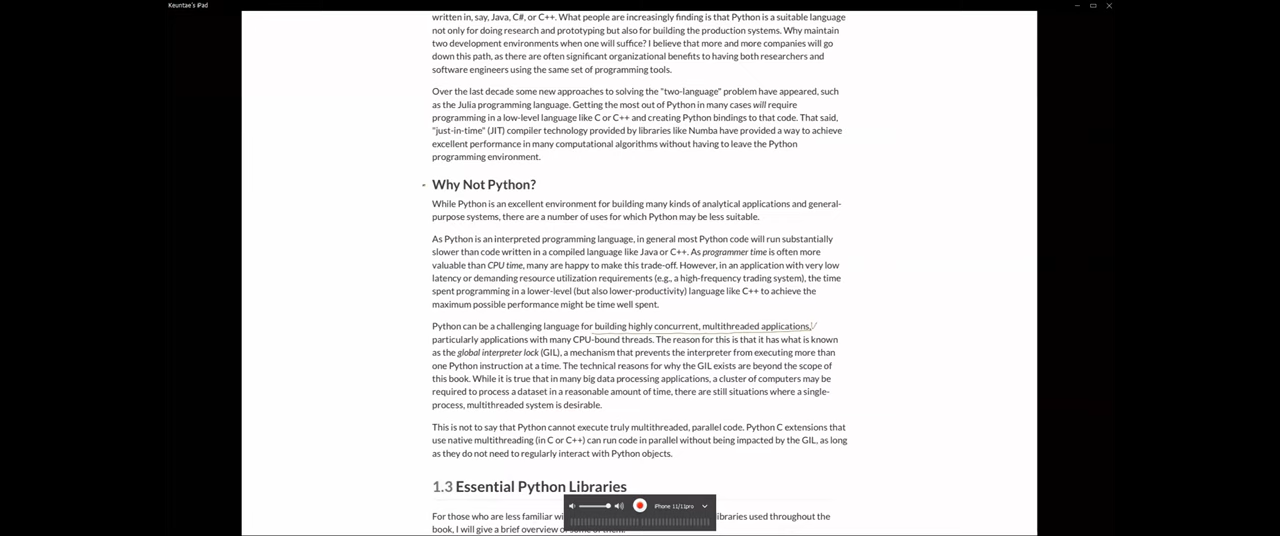 Keuntae's iPad
written in, say, Java, C#, or C++. What people are increasingly finding is that Python is a suitable language
not only for doing research and prototyping but also for building the production systems. Why maintain
two development environments when one will suffice? I believe that more and more companies will go
down this path, as there are often significant organizational benefits to having both researchers and
software engineers using the same set of programming tools.
Over the last decade some new approaches to solving the "two-language" problem have appeared, such
as the Julia programming language. Getting the most out of Python in many cases will require
programming in a low-level language like C or C++ and creating Python bindings to that code. That said,
"just-in-time" (JIT) compiler technology provided by libraries like Numba have provided a way to achieve
excellent performance in many computational algorithms without having to leave the Python
programming environment.
Why Not Python?
While Python is an excellent environment for building many kinds of analytical applications and general-
purpose systems, there are a number of uses for which Python may be less suitable.
As Python is an interpreted programming language, in general most Python code will run substantially
slower than code written in a compiled language like Java or C++. As programmer time is often more
valuable than CPU time, many are happy to make this trade-off. However, in an application with very low
latency or demanding resource utilization requirements (e.g., a high-frequency trading system), the time
spent programming in a lower-level (but also lower-productivity) language like C++ to achieve the
maximum possible performance might be time well spent.
Python can be a challenging language for building highly concurrent, multithreaded applications,
particularly applications with many CPU-bound threads. The reason for this is that it has what is known
as the global interpreter lock (GIL), a mechanism that prevents the interpreter from executing more than
one Python instruction at a time. The technical reasons for why the GIL exists are beyond the scope of
this book. While it is true that in many big data processing applications, a cluster of computers may be
required to process a dataset in a reasonable amount of time, there are still situations where a single-
process, multithreaded system is desirable.
This is not to say that Python cannot execute truly multithreaded, parallel code. Python C extensions that
use native multithreading (in C or C++) can run code in parallel without being impacted by the GIL, as long
as they do not need to regularly interact with Python objects.
1.3 Essential Python Libraries
For those who are less familiar libraries used throughout the
book, I will give a brief overview
iPhone 11/11pro